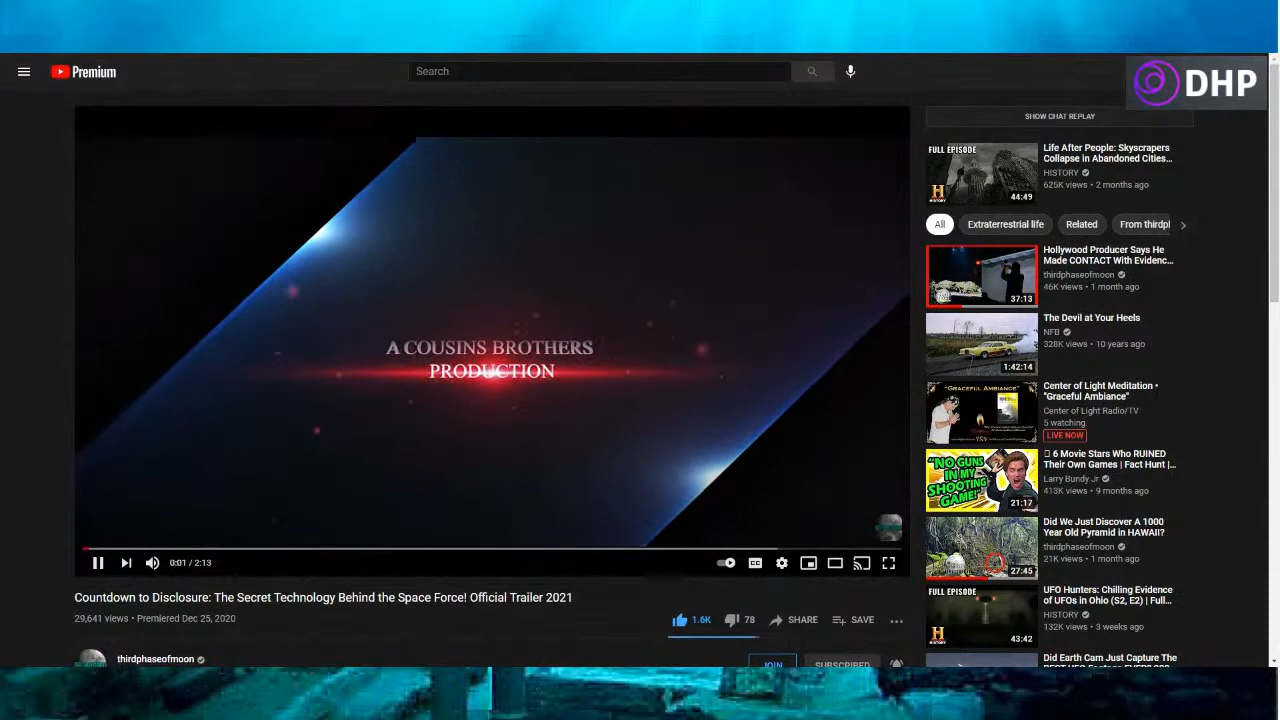 Premium
Search
DHP
A COUSINS BROTHERS
PRODUCTION
0:01 / 2:13
Countdown to Disclosure: The Secret Technology Behind the Space Force! Official Trailer 2021
29,641 views • Premiered Dec 25, 2020
1.6K
78
SHARE
SAVE
thirdphaseofmoon
JOIN
SUBSCRIBED
SHOW CHAT REPLAY
FULL EPISODE
HISTORY
44:49
Life After People: Skyscrapers
Collapse in Abandoned Cities...
HISTORY
625K views • 2 months ago
All
Extraterrestrial life
Related
From thirdpl
37:13
Hollywood Producer Says He
Made CONTACT With Evidenc...
thirdphaseofmoon
46K views • 1 month ago
1:42:14
The Devil at Your Heels
NFB
328K views • 10 years ago
"GRACEFUL AMBIANCE"
Center of Light Meditation •
"Graceful Ambiance"
Center of Light Radio/TV
5 watching
LIVE NOW
"NO GUNS
IN MY
SHOOTING
GAME!"
21:17
6 Movie Stars Who RUINED
Their Own Games | Fact Hunt |...
Larry Bundy Jr
413K views • 9 months ago
27:45
Did We Just Discover A 1000
Year Old Pyramid in HAWAII?
thirdphaseofmoon
21K views • 1 month ago
FULL EPISODE
HISTORY
43:42
UFO Hunters: Chilling Evidence
of UFOs in Ohio (S2, E2) | Full...
HISTORY
132K views • 3 weeks ago
Did Earth Cam Just Capture The